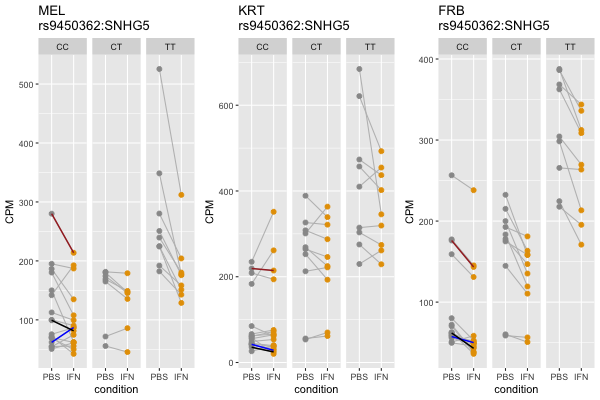 MEL
rs9450362:SNHG5
CC
CT
TT
500
400
300
200
100
CPM
PBS IFN PBS IFN PBS IFN
condition
KRT
rs9450362:SNHG5
CC
CT
TT
600
400
200
0
CPM
PBS IFN PBS IFN PBS IFN
condition
FRB
rs9450362:SNHG5
CC
CT
TT
400
300
200
100
CPM
PBS IFN PBS IFN PBS IFN
condition